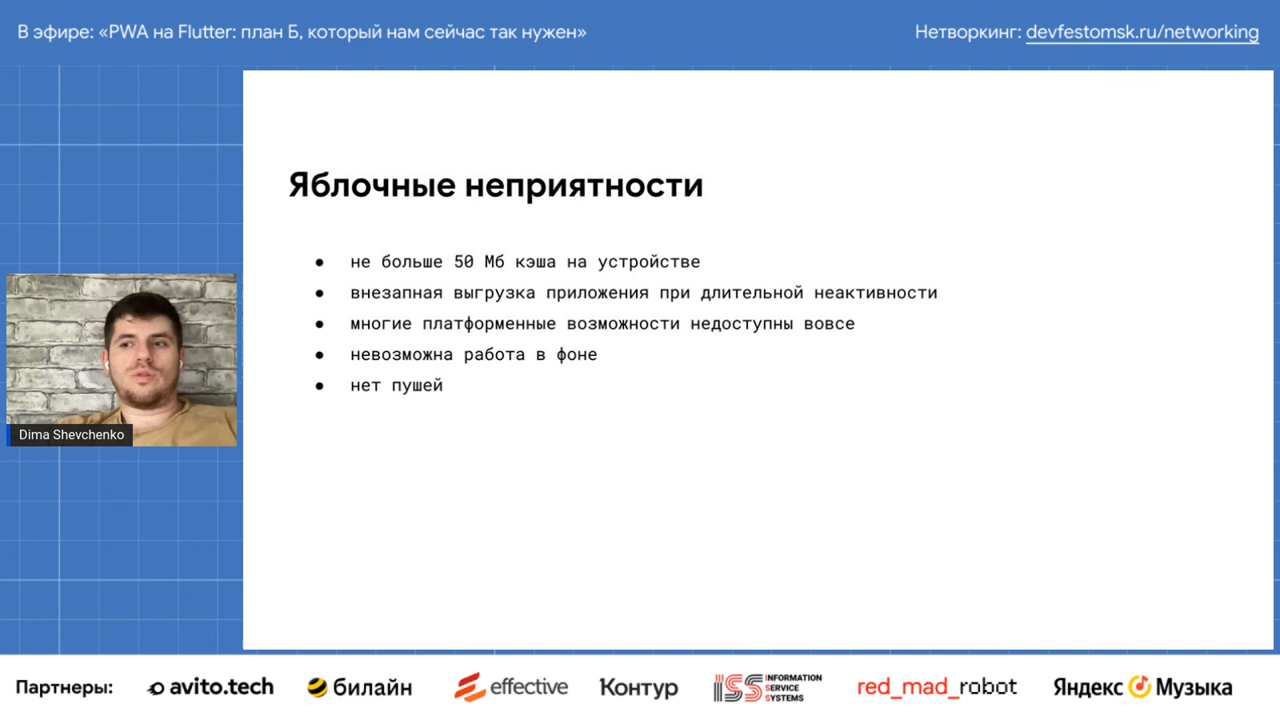 В эфире: «PWA на Flutter: план Б, который нам сейчас так нужен»
Нетворкинг: devfestomsk.ru/networking
Яблочные неприятности
● не больше 50 Мб кэша на устройстве
● внезапная выгрузка приложения при длительной неактивности
● многие платформенные возможности недоступны вовсе
● невозможна работа в фоне
● нет пушей
Dima Shevchenko
Партнеры: avito.tech билайн effective Контур ISS INFORMATION SERVICE SYSTEMS red_mad_robot Яндекс Музыка